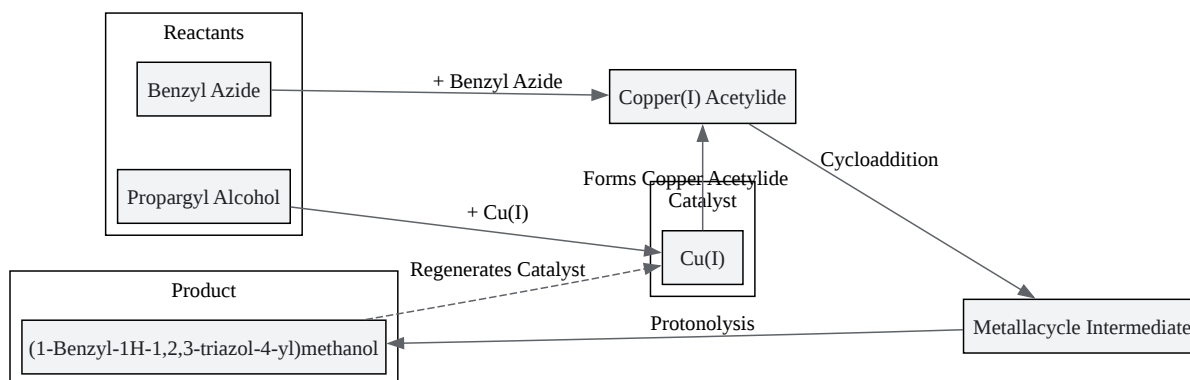 Reactants
Benzyl Azide
+ Benzyl Azide
Copper(I) Acetylide
Propargyl Alcohol
+ Cu(I)
Forms Copper Acetylide
Cycloaddition
Catalyst
Cu(I)
Regenerates Catalyst
Product
(1-Benzyl-1H-1,2,3-triazol-4-yl)methanol
Protonolysis
Metallacycle Intermediate